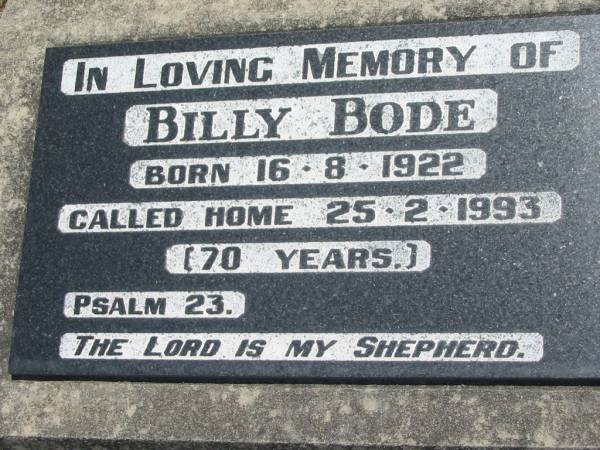 IN LOVING MEMORY OF
BILLY BODE
BORN 16·8·1922
CALLED HOME 25·2·1993
(70 YEARS.)
PSALM 23.
THE LORD IS MY SHEPHERD.